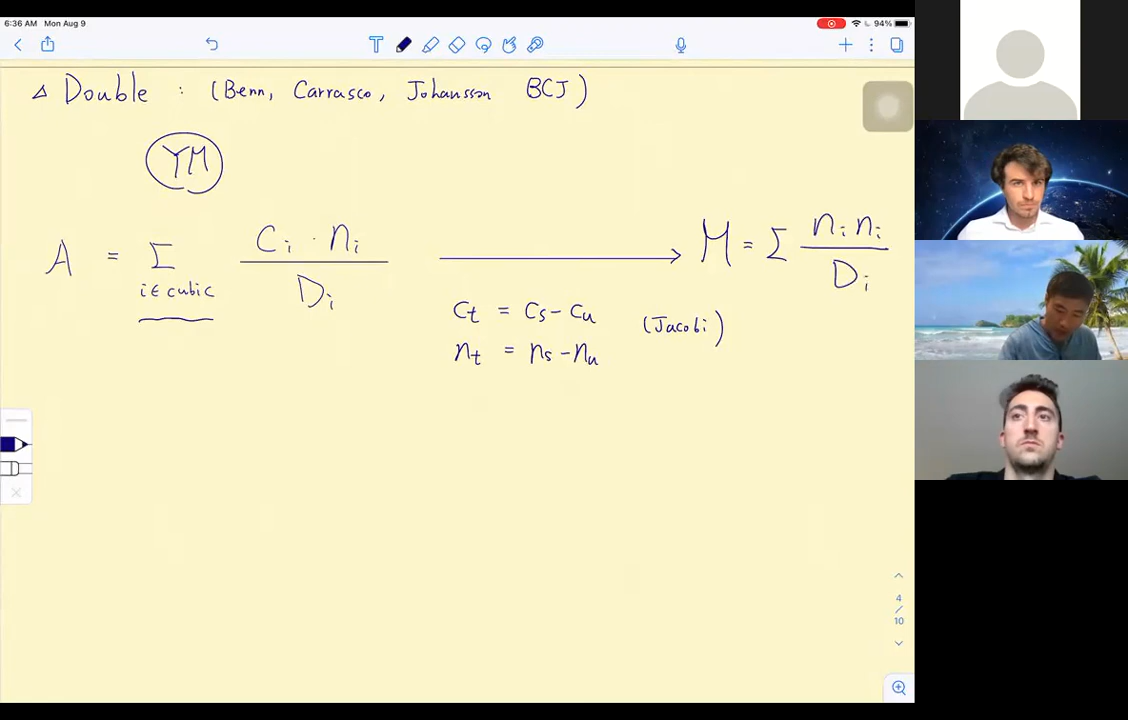 6:36 AM Mon Aug 9
94%
△ Double : (Benn, Carrasco, Johansson BCJ)
YM
A = Σ i∈cubic Ci · ni / Di → M = Σ ni ni / Di
Ct = Cs - Cu (Jacobi)
nt = ns - nu
4 / 10